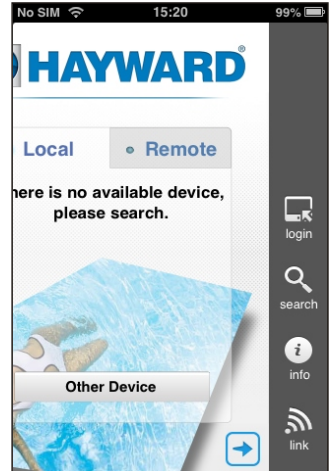 No SIM 15:20 99%
HAYWARD®
Local Remote
here is no available device,
please search.
Other Device
login
search
info
link